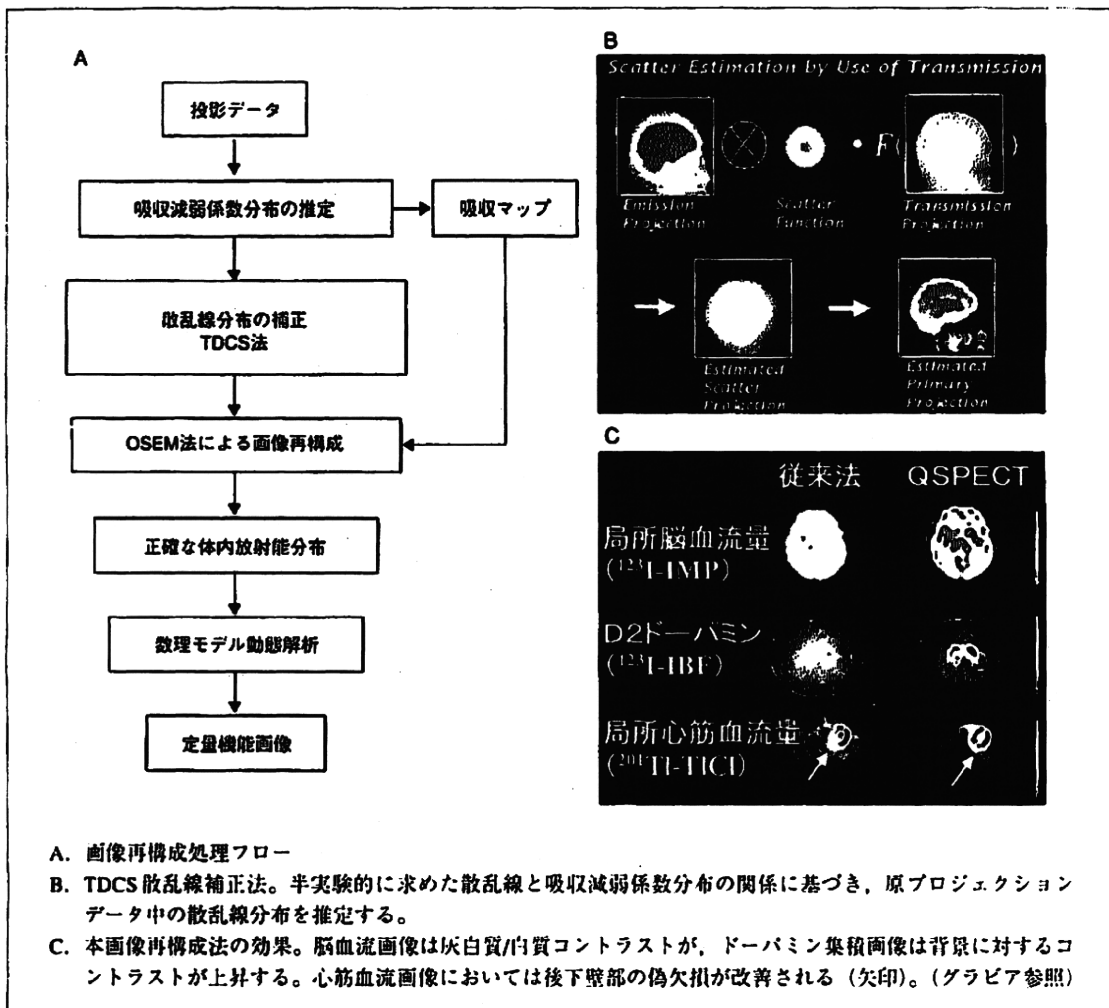 A
投影データ
吸収減弱係数分布の推定
吸収マップ
散乱線分布の補正
TDCS法
OSEM法による画像再構成
正確な体内放射能分布
数理モデル動態解析
定量機能画像
B
Scatter Estimation by Use of Transmission
F( )
Emission
Projection
Scatter
Function
Transmission
Projection
Estimated
Scatter
Projection
Estimated
Primary
Projection
C
従来法 QSPECT
局所脳血流量
(¹²³I-IMP)
D2ドーパミン
(¹²³I-IBF)
局所心筋血流量
(²⁰¹Tl-TlCl)
A. 画像再構成処理フロー
B. TDCS 散乱線補正法。半実験的に求めた散乱線と吸収減弱係数分布の関係に基づき，原プロジェクション
データ中の散乱線分布を推定する。
C. 本画像再構成法の効果。脳血流画像は灰白質/白質コントラストが，ドーパミン集積画像は背景に対するコ
ントラストが上昇する。心筋血流画像においては後下壁部の偽欠損が改善される（矢印）。（グラビア参照）